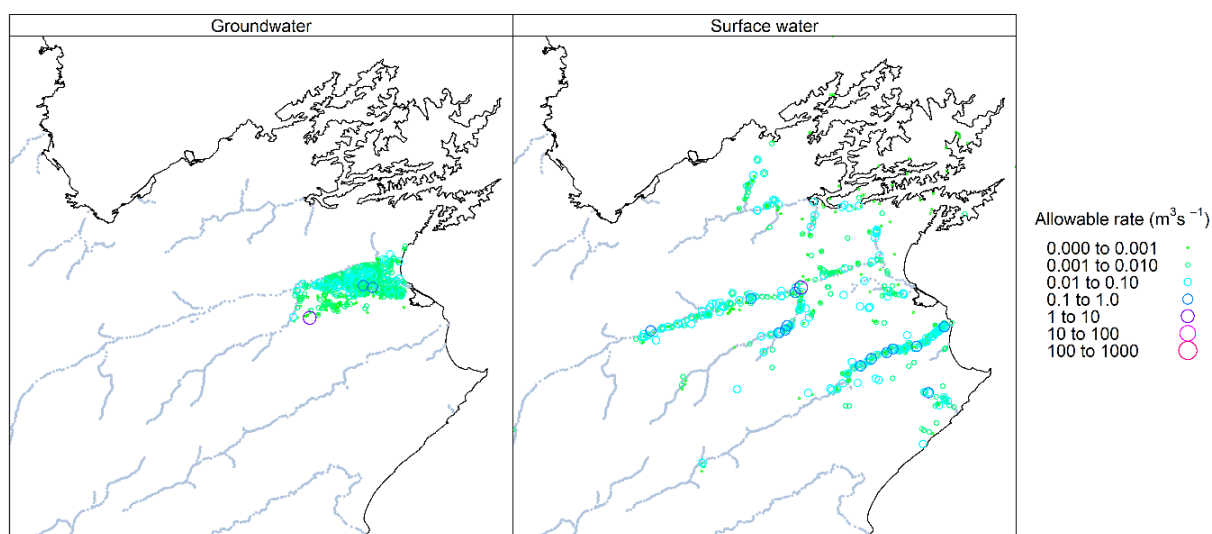 Groundwater
Surface water
Allowable rate (m³s⁻¹)
0.000 to 0.001
0.001 to 0.010
0.01 to 0.10
0.1 to 1.0
1 to 10
10 to 100
100 to 1000